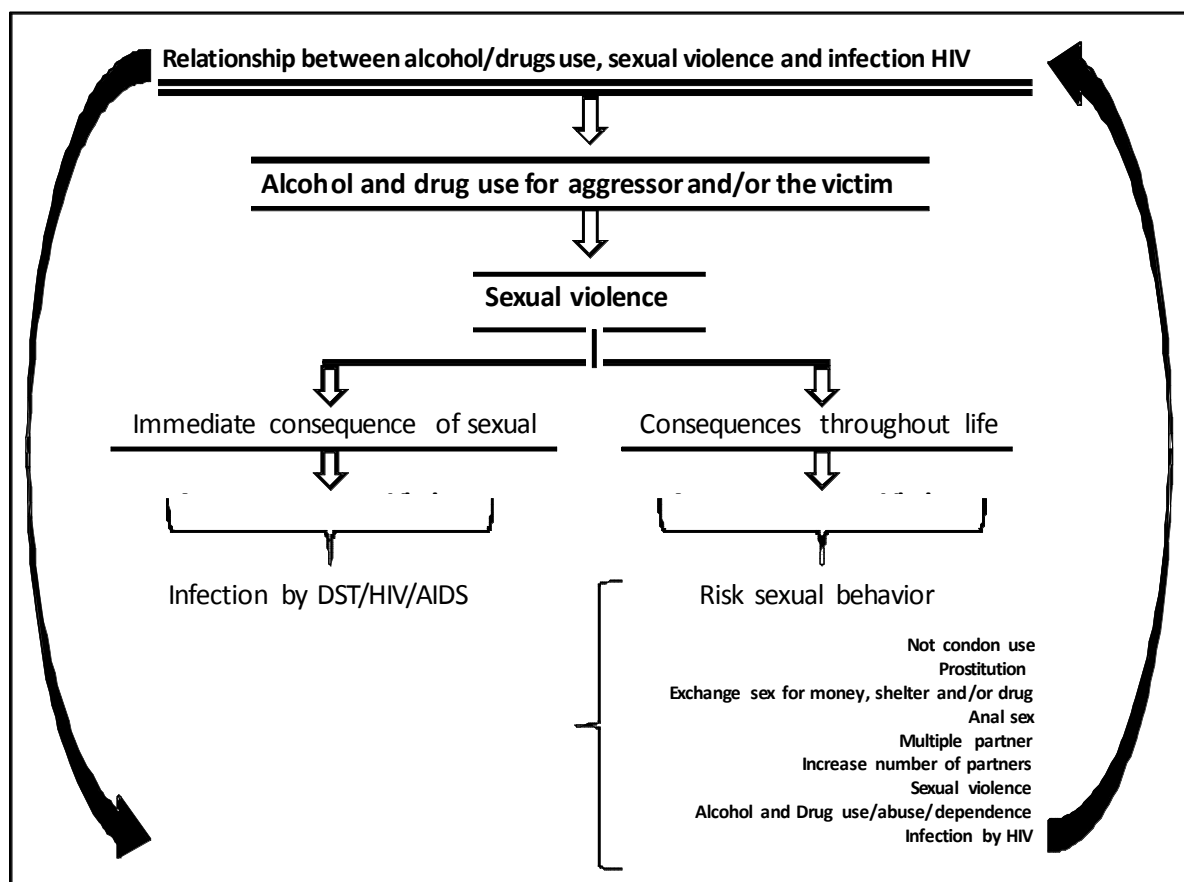 Relationship between alcohol/drugs use, sexual violence and infection HIV
Alcohol and drug use for aggressor and/or the victim
Sexual violence
Immediate consequence of sexual
Consequences throughout life
Infection by DST/HIV/AIDS
Risk sexual behavior
Not condon use
Prostitution
Exchange sex for money, shelter and/or drug
Anal sex
Multiple partner
Increase number of partners
Sexual violence
Alcohol and Drug use/abuse/dependence
Infection by HIV